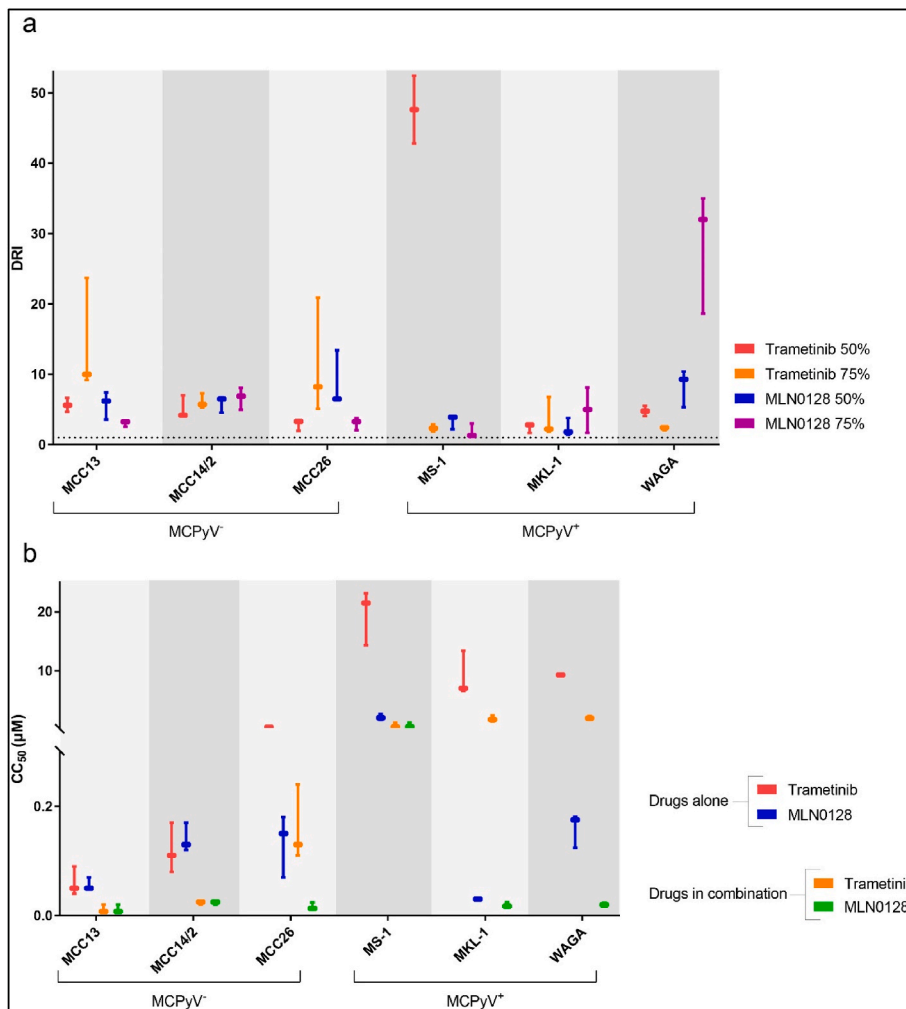 a
DRI
50
40
30
20
10
0
MCC13
MCC14/2
MCC26
MS-1
MKL-1
WAGA
MCPyV⁻
MCPyV⁺
Trametinib 50%
Trametinib 75%
MLN0128 50%
MLN0128 75%
b
CC₅₀ (µM)
20
10
0.2
0.0
MCC13
MCC14/2
MCC26
MS-1
MKL-1
WAGA
MCPyV⁻
MCPyV⁺
Drugs alone
Trametinib
MLN0128
Drugs in combination
Trametini
MLN0128